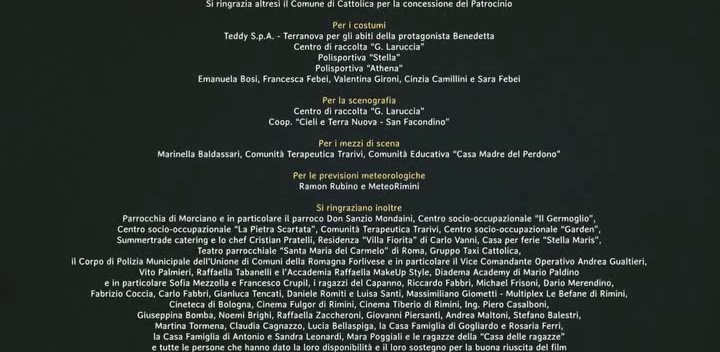 Si ringrazia altresì il Comune di Cattolica per la concessione del Patrocinio
Per i costumi
Teddy S.p.A. - Terranova per gli abiti della protagonista Benedetta
Centro di raccolta "G. Laruccia"
Polisportiva "Stella"
Polisportiva "Athena"
Emanuela Bosi, Francesca Febei, Valentina Gironi, Cinzia Camillini e Sara Febei
Per la scenografia
Centro di raccolta "G. Laruccia"
Coop. "Cieli e Terra Nuova - San Facondino"
Per i mezzi di scena
Marinella Baldassari, Comunità Terapeutica Trarivi, Comunità Educativa "Casa Madre del Perdono"
Per le previsioni meteorologiche
Ramon Rubino e MeteoRimini
Si ringraziano inoltre
Parrocchia di Morciano e in particolare il parroco Don Sanzio Mondaini, Centro socio-occupazionale "Il Germoglio",
Centro socio-occupazionale "La Pietra Scartata", Comunità Terapeutica Trarivi, Centro socio-occupazionale "Garden",
Summertrade catering e lo chef Cristian Pratelli, Residenza "Villa Fiorita" di Carlo Vanni, Casa per ferie "Stella Maris",
Teatro parrocchiale "Santa Maria del Carmelo" di Roma, Gruppo Taxi Cattolica,
il Corpo di Polizia Municipale dell'Unione di Comuni della Romagna Forlivese e in particolare il Vice Comandante Operativo Andrea Gualtieri,
Vito Palmieri, Raffaella Tabanelli e l'Accademia Raffaella MakeUp Style, Diadema Academy di Mario Paldino
e in particolare Sofia Mezzolla e Francesco Crupil, i ragazzi del Capanno, Riccardo Fabbri, Michael Frisoni, Dario Merendino,
Fabrizio Coccia, Carlo Fabbri, Gianluca Tencati, Daniele Romiti e Luisa Santi, Massimiliano Giometti - Multiplex Le Befane di Rimini,
Cineteca di Bologna, Cinema Fulgor di Rimini, Cinema Tiberio di Rimini, Ing. Piero Casalboni,
Giuseppina Bomba, Noemi Brighi, Raffaella Zaccheroni, Giovanni Piersanti, Andrea Maltoni, Stefano Balestri,
Martina Tormena, Claudia Cagnazzo, Lucia Bellaspiga, la Casa Famiglia di Gogliardo e Rosaria Ferri,
la Casa Famiglia di Antonio e Sandra Leonardi, Mara Poggiali e le ragazze della "Casa delle ragazze"
e tutte le persone che hanno dato la loro disponibilità e il loro sostegno per la buona riuscita del film